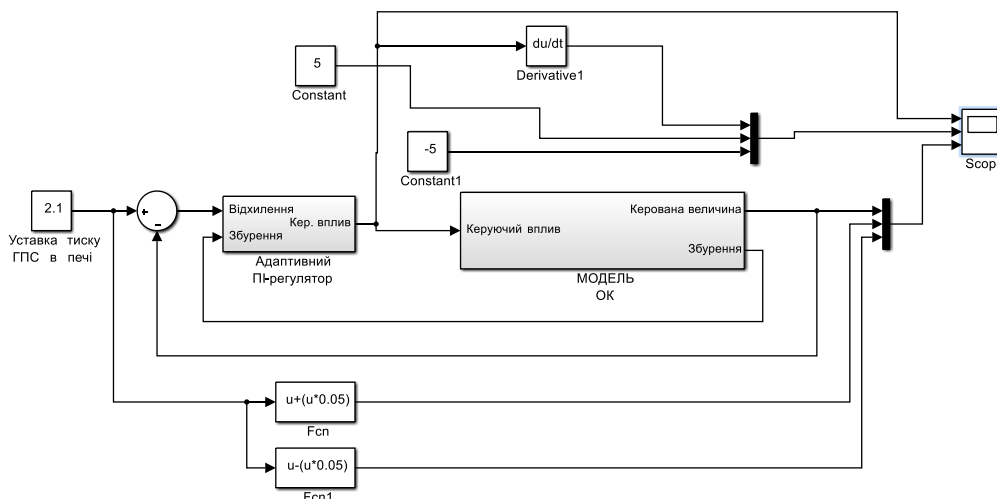 du/dt
Derivative1
5
Constant
-5
Constant1
Scop
2.1
Уставка тиску
ГПС в печі
+
−
Відхилення
Кер. вплив
Збурення
Адаптивний
ПІ-регулятор
Керована величина
Керуючий вплив
Збурення
МОДЕЛЬ
ОК
u+(u*0.05)
Fcn
u-(u*0.05)
Fcn1